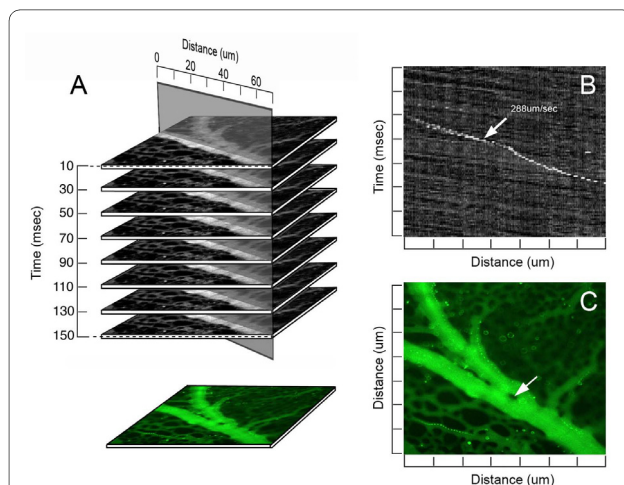 Distance (um)
0 20 40 60
A
10
30
50
70
90
110
130
150
Time (msec)
B
288um/sec
Time (msec)
Distance (um)
C
Distance (um)
Distance (um)